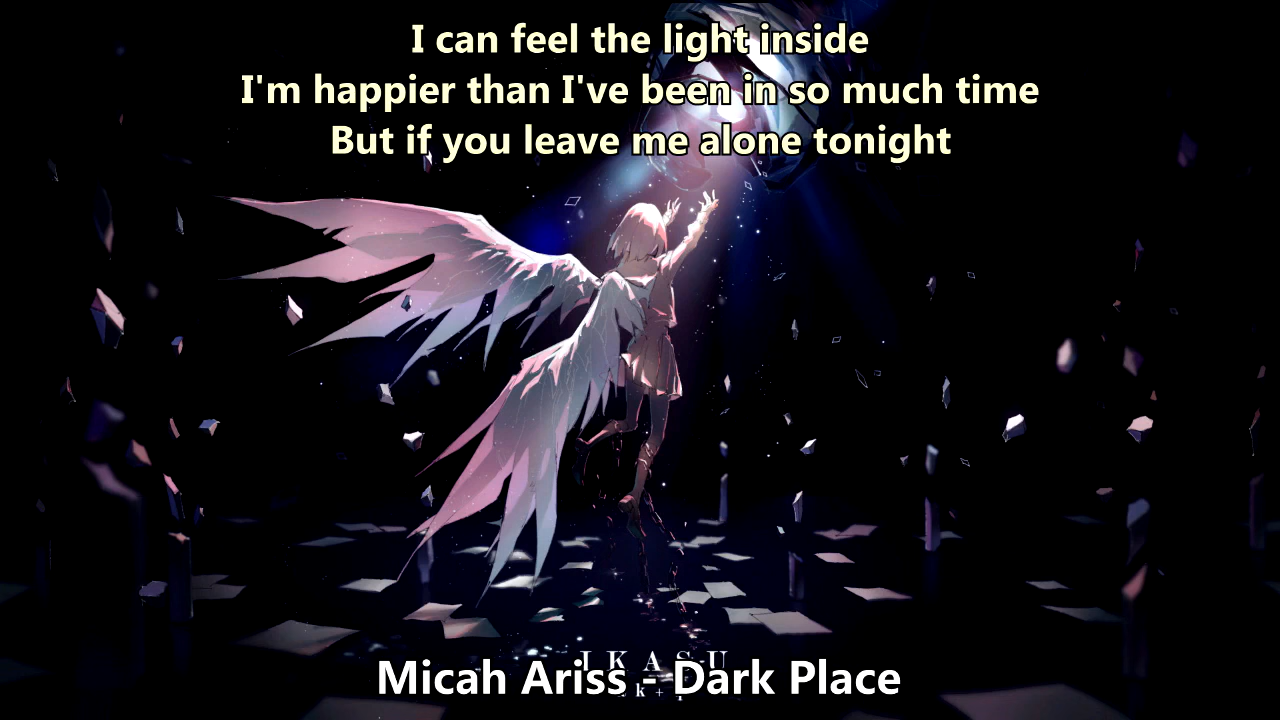 I can feel the light inside
I'm happier than I've been in so much time
But if you leave me alone tonight
IKASU
Micah Ariss - Dark Place